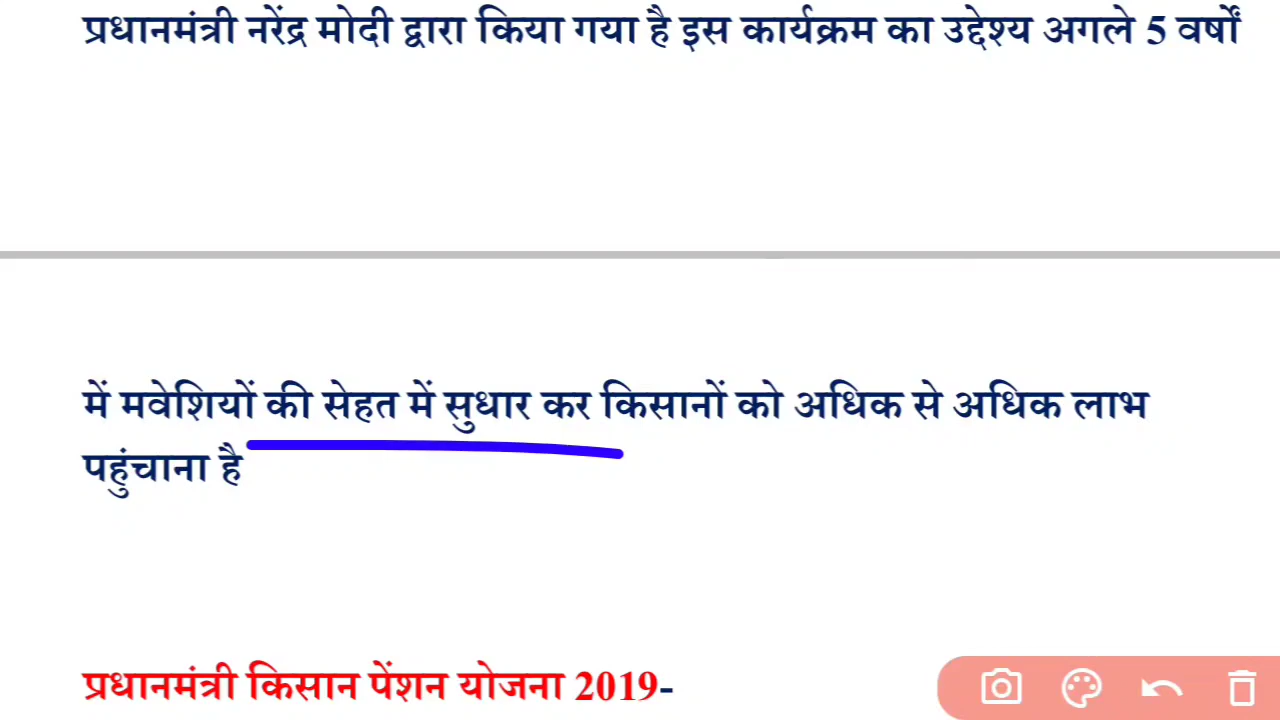 प्रधानमंत्री नरेंद्र मोदी द्वारा किया गया है इस कार्यक्रम का उद्देश्य अगले 5 वर्षों
में मवेशियों की सेहत में सुधार कर किसानों को अधिक से अधिक लाभ
पहुंचाना है
प्रधानमंत्री किसान पेंशन योजना 2019-